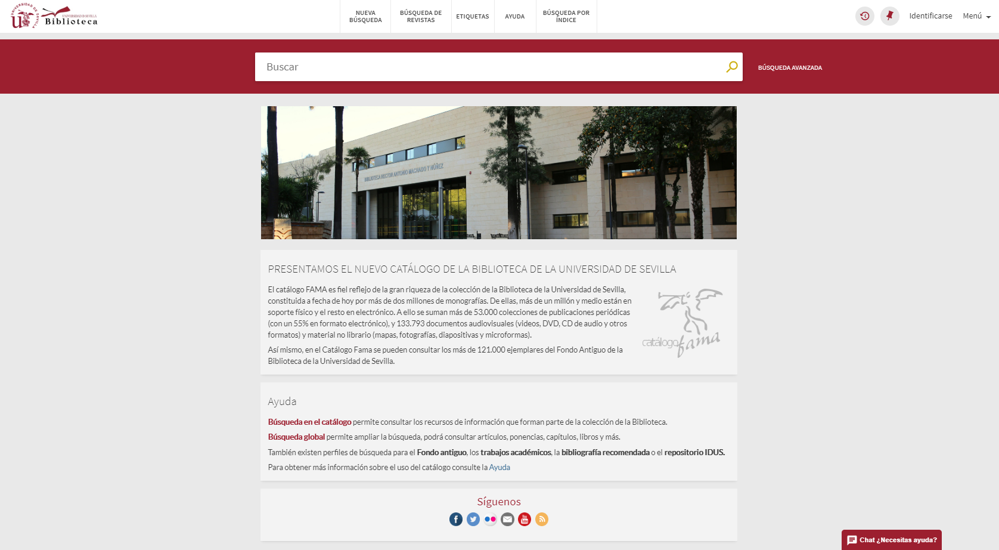 UNIVERSIDAD DE SEVILLA
UNIVERSIDAD DE SEVILLA
Biblioteca
NUEVA
BÚSQUEDA
BÚSQUEDA DE
REVISTAS
ETIQUETAS
AYUDA
BÚSQUEDA POR
ÍNDICE
Identificarse
Menú
Buscar
BÚSQUEDA AVANZADA
BIBLIOTECA RECTOR ANTONIO MACHADO Y NÚÑEZ
PRESENTAMOS EL NUEVO CATÁLOGO DE LA BIBLIOTECA DE LA UNIVERSIDAD DE SEVILLA
El catálogo FAMA es fiel reflejo de la gran riqueza de la colección de la Biblioteca de la Universidad de Sevilla,
constituida a fecha de hoy por más de dos millones de monografías. De ellas, más de un millón y medio están en
soporte físico y el resto en electrónico. A ello se suman más de 53.000 colecciones de publicaciones periódicas
(con un 55% en formato electrónico), y 133.793 documentos audiovisuales (videos, DVD, CD de audio y otros
formatos) y material no librario (mapas, fotografías, diapositivas y microformas).
Así mismo, en el Catálogo Fama se pueden consultar los más de 121.000 ejemplares del Fondo Antiguo de la
Biblioteca de la Universidad de Sevilla.
catálogo fama
Ayuda
Búsqueda en el catálogo permite consultar los recursos de información que forman parte de la colección de la Biblioteca.
Búsqueda global permite ampliar la búsqueda, podrá consultar artículos, ponencias, capítulos, libros y más.
También existen perfiles de búsqueda para el Fondo antiguo, los trabajos académicos, la bibliografía recomendada o el repositorio IDUS.
Para obtener más información sobre el uso del catálogo consulte la Ayuda
Síguenos
You
Tube
Chat ¿Necesitas ayuda?